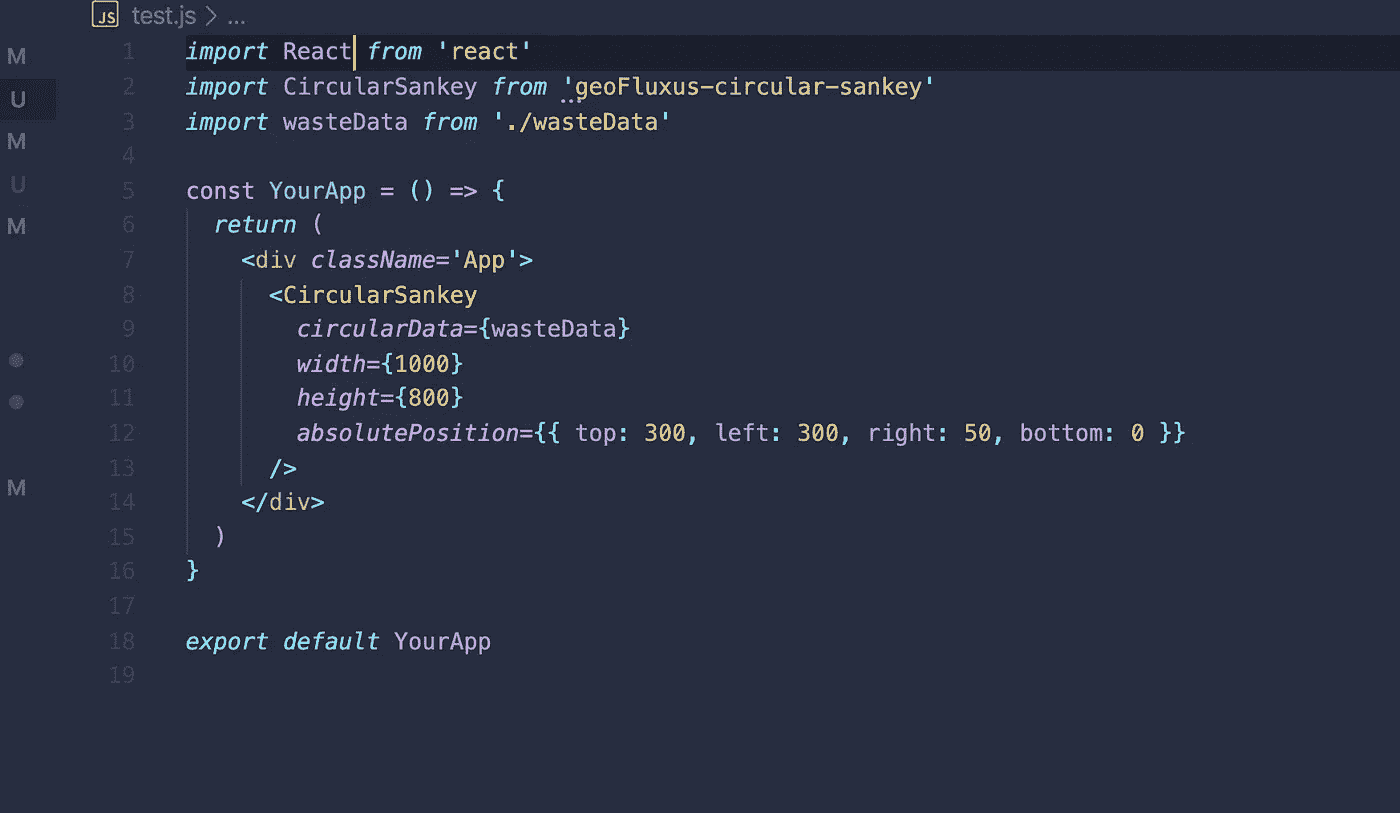 JS test.js > ...
M
U
M
U
M
M
1 import React from 'react'
2 import CircularSankey from 'geoFluxus-circular-sankey'
3 import wasteData from './wasteData'
4
5 const YourApp = () => {
6   return (
7     <div className='App'>
8       <CircularSankey
9         circularData={wasteData}
10         width={1000}
11         height={800}
12         absolutePosition={{ top: 300, left: 300, right: 50, bottom: 0 }}
13       />
14     </div>
15   )
16 }
17
18 export default YourApp
19